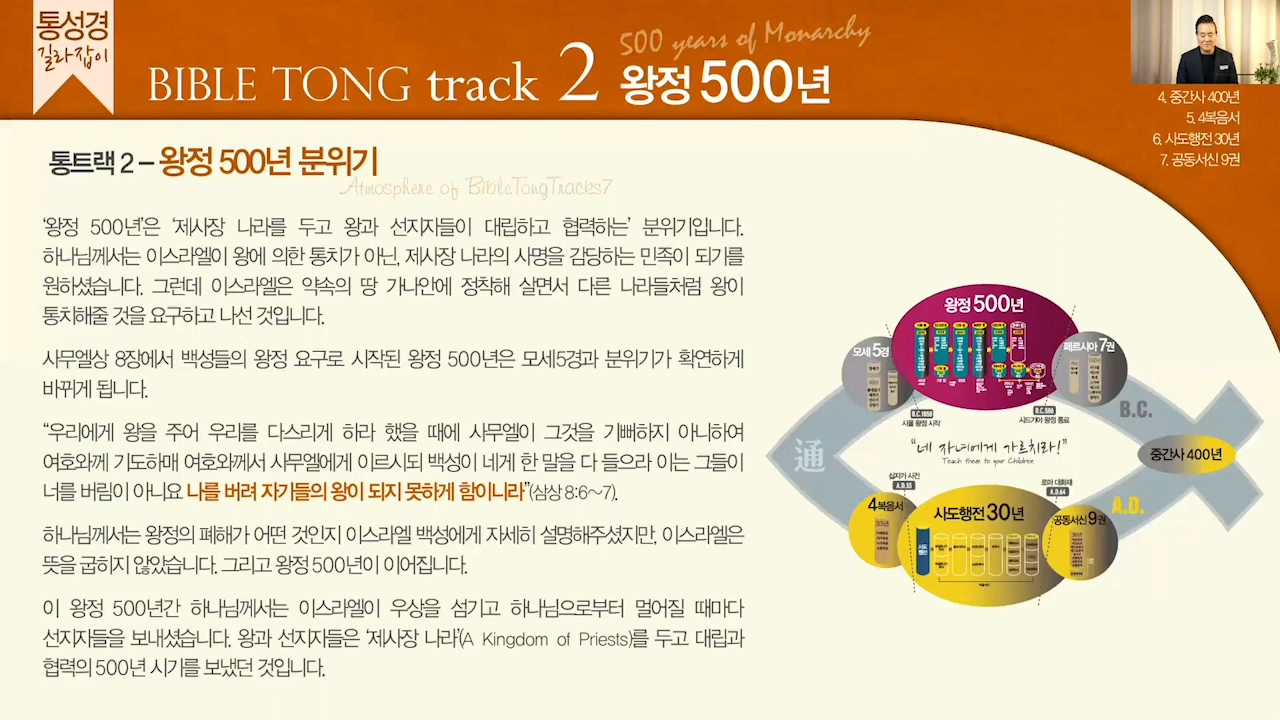 통성경
길라잡이
BIBLE TONG track 2 왕정 500년
500 years of Monarchy
4. 중간사 400년
5. 4복음서
6. 사도행전 30년
7. 공동서신 9권
통트랙 2 – 왕정 500년 분위기
Atmosphere of BibleTongTracks7
‘왕정 500년’은 ‘제사장 나라를 두고 왕과 선지자들이 대립하고 협력하는’ 분위기입니다.
하나님께서는 이스라엘이 왕에 의한 통치가 아닌, 제사장 나라의 사명을 감당하는 민족이 되기를
원하셨습니다. 그런데 이스라엘은 약속의 땅 가나안에 정착해 살면서 다른 나라들처럼 왕이
통치해줄 것을 요구하고 나선 것입니다.
사무엘상 8장에서 백성들의 왕정 요구로 시작된 왕정 500년은 모세5경과 분위기가 확연하게
바뀌게 됩니다.
“우리에게 왕을 주어 우리를 다스리게 하라 했을 때에 사무엘이 그것을 기뻐하지 아니하여
여호와께 기도하매 여호와께서 사무엘에게 이르시되 백성이 네게 한 말을 다 들으라 이는 그들이
너를 버림이 아니요 나를 버려 자기들의 왕이 되지 못하게 함이니라”(삼상 8:6~7).
하나님께서는 왕정의 폐해가 어떤 것인지 이스라엘 백성에게 자세히 설명해주셨지만, 이스라엘은
뜻을 굽히지 않았습니다. 그리고 왕정 500년이 이어집니다.
이 왕정 500년간 하나님께서는 이스라엘이 우상을 섬기고 하나님으로부터 멀어질 때마다
선지자들을 보내셨습니다. 왕과 선지자들은 ‘제사장 나라’(A Kingdom of Priests)를 두고 대립과
협력의 500년 시기를 보냈던 것입니다.
왕정 500년
모세 5경
페르시아 7권
B.C.1050
사울 왕정 시작
B.C.586
시드기야 왕정 종료
B.C.
通
“네 자녀에게 가르치라!”
Teach them to your Children
중간사 400년
십자가 사건
A.D.33
로마 대화재
A.D.64
A.D.
4복음서
사도행전 30년
공동서신 9권